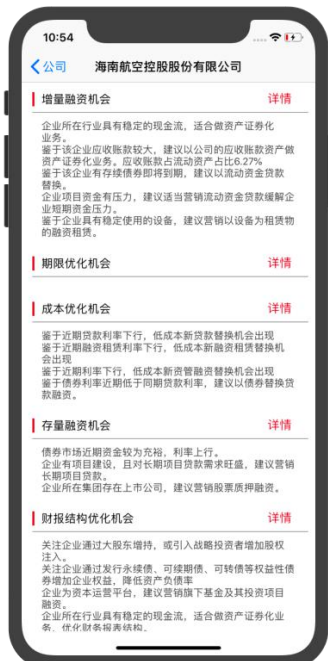 10:54
公司
海南航空控股股份有限公司
增量融资机会 详情
企业所在行业具有稳定的现金流，适合做资产证券化
业务。
鉴于该企业应收账款较大，建议以公司的应收账款资产做
资产证券化业务。应收账款占流动资产占比6.27%
鉴于该企业有存续债券即将到期，建议以流动资金贷款
替换。
企业项目资金有压力，建议适当营销流动资金贷款缓解企
业短期资金压力。
鉴于企业具有稳定使用的设备，建议营销以设备为租赁物
的融资租赁。
期限优化机会 详情
成本优化机会 详情
鉴于近期贷款利率下行，低成本新贷款替换机会出现
鉴于近期融资租赁利率下行，低成本新融资租赁替换机
会出现
鉴于近期利率下行，低成本新资管融资替换机会出现
鉴于债券利率近期低于同期贷款利率，建议以债券替换贷
款融资。
存量融资机会 详情
债券市场近期资金较为充裕，利率上行。
企业有项目建设，且对长期项目贷款需求旺盛，建议营销
长期项目贷款。
企业所在集团存在上市公司，建议营销股票质押融资。
财报结构优化机会 详情
关注企业通过大股东增持，或引入战略投资者增加股权
注入。
关注企业通过发行永续债、可续期债、可转债等权益性债
券增加企业权益，降低资产负债率
企业为资本运营平台，建议营销旗下基金及其投资项目
融资。
企业所在行业具有稳定的现金流，适合做资产证券化业
务，优化财务报表结构。